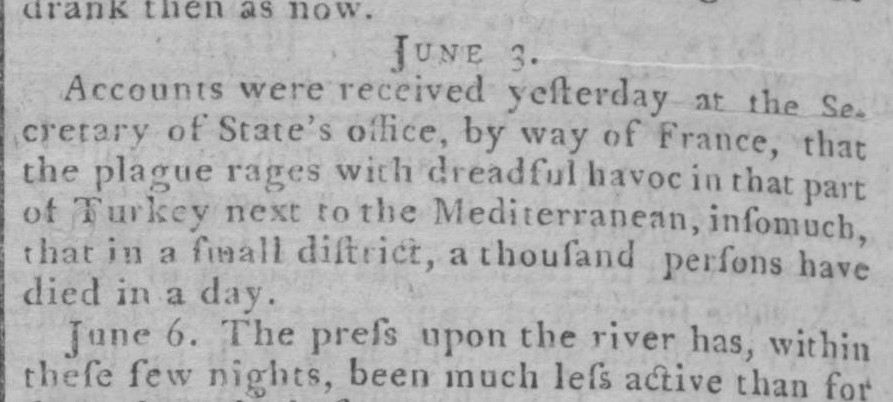 drank then as now.
JUNE 3.
Accounts were received yeſterday at the Se-
cretary of State's office, by way of France, that
the plague rages with dreadful havoc in that part
of Turkey next to the Mediterranean, inſomuch,
that in a ſmall diſtrict, a thouſand perſons have
died in a day.
June 6. The preſs upon the river has, within
theſe few nights, been much leſs active than for